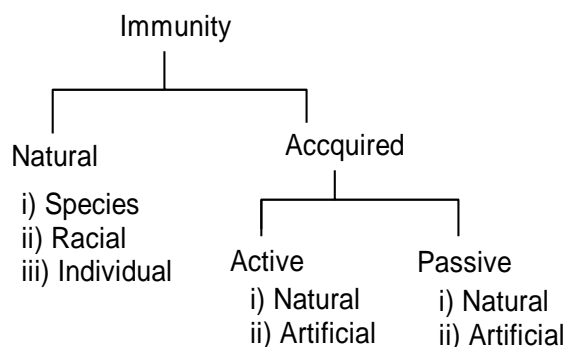 Immunity
Natural
Accquired
i) Species
ii) Racial
iii) Individual
Active
Passive
i) Natural
i) Natural
ii) Artificial
ii) Artificial